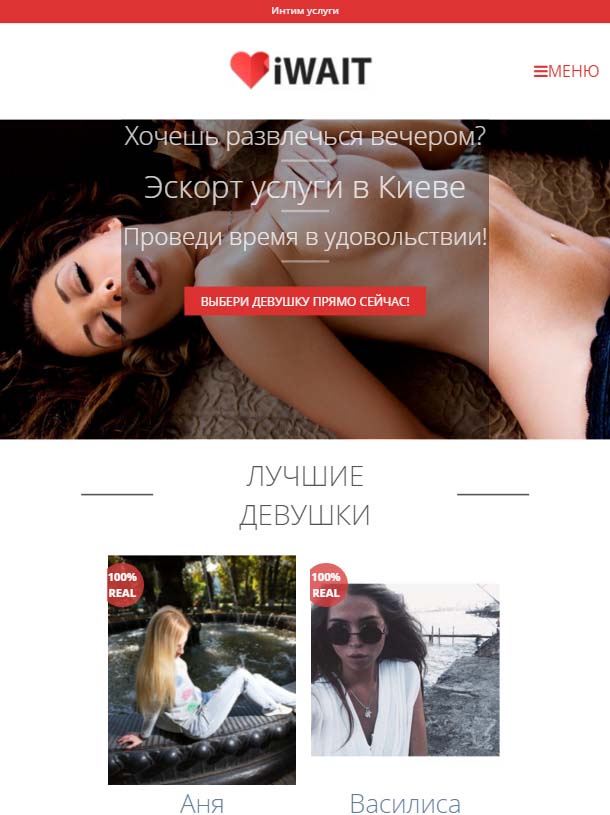 Интим услуги
iWAIT
МЕНЮ
Хочешь развлечься вечером?
Эскорт услуги в Киеве
Проведи время в удовольствии!
ВЫБЕРИ ДЕВУШКУ ПРЯМО СЕЙЧАС!
ЛУЧШИЕ
ДЕВУШКИ
100%
REAL
100%
REAL
Аня
Василиса